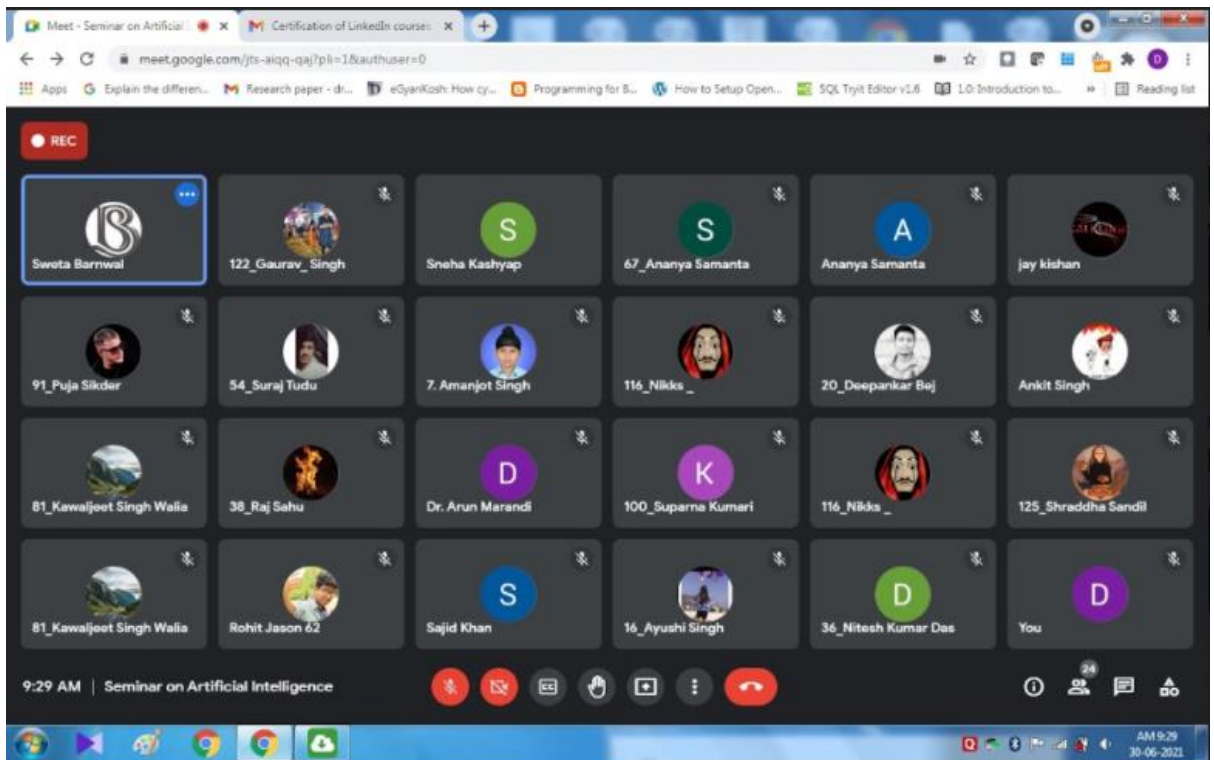 Meet - Seminar on Artificial
Certification of LinkedIn courses
meet.google.com/jts-aiqq-qaj?pli=1&authuser=0
D
Apps
Explain the differen...
Research paper - dr...
eGyanKosh: How cy...
Programming for B...
How to Setup Open...
SQL Tryit Editor v1.6
1.0: Introduction to...
Reading list
REC
Sweta Barnwal
122_Gaurav_ Singh
S
Sneha Kashyap
S
67_Ananya Samanta
A
Ananya Samanta
jay kishan
91_Puja Sikder
54_Suraj Tudu
7. Amanjot Singh
116_Nikks _
20_Deepankar Bej
Ankit Singh
81_Kawaljeet Singh Walia
38_Raj Sahu
D
Dr. Arun Marandi
K
100_Suparna Kumari
116_Nikks _
125_Shraddha Sandil
81_Kawaljeet Singh Walia
Rohit Jason 62
S
Sajid Khan
16_Ayushi Singh
D
36_Nitesh Kumar Das
D
You
9:29 AM | Seminar on Artificial Intelligence
24
AM 9:29
30-06-2021